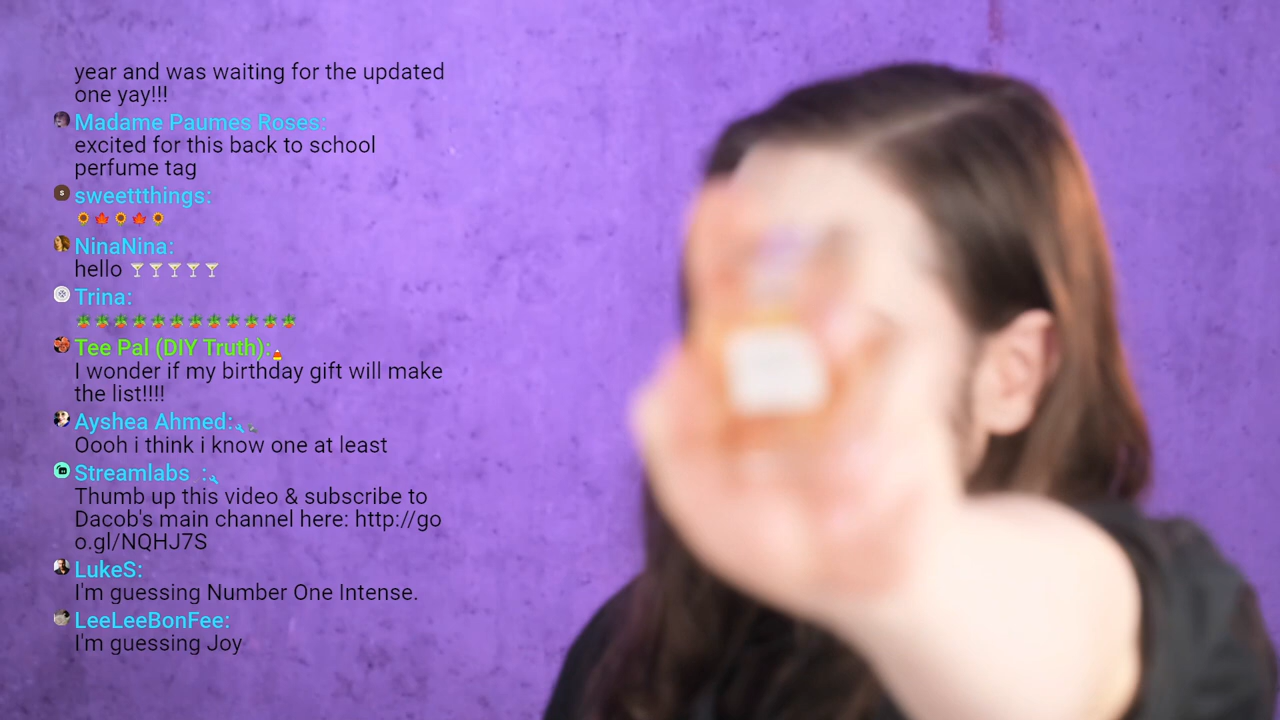 year and was waiting for the updated
one yay!!!
Madame Paumes Roses:
excited for this back to school
perfume tag
sweettthings:
🌻🍁🌻🍁🌻
NinaNina:
hello 🍸🍸🍸🍸🍸
Trina:
🪴🪴🪴🪴🪴🪴🪴🪴🪴🪴🪴🪴
Tee Pal (DIY Truth):
I wonder if my birthday gift will make
the list!!!!
Ayshea Ahmed:
Oooh i think i know one at least
Streamlabs :
Thumb up this video & subscribe to
Dacob's main channel here: http://go
o.gl/NQHJ7S
LukeS:
I'm guessing Number One Intense.
LeeLeeBonFee:
I'm guessing Joy